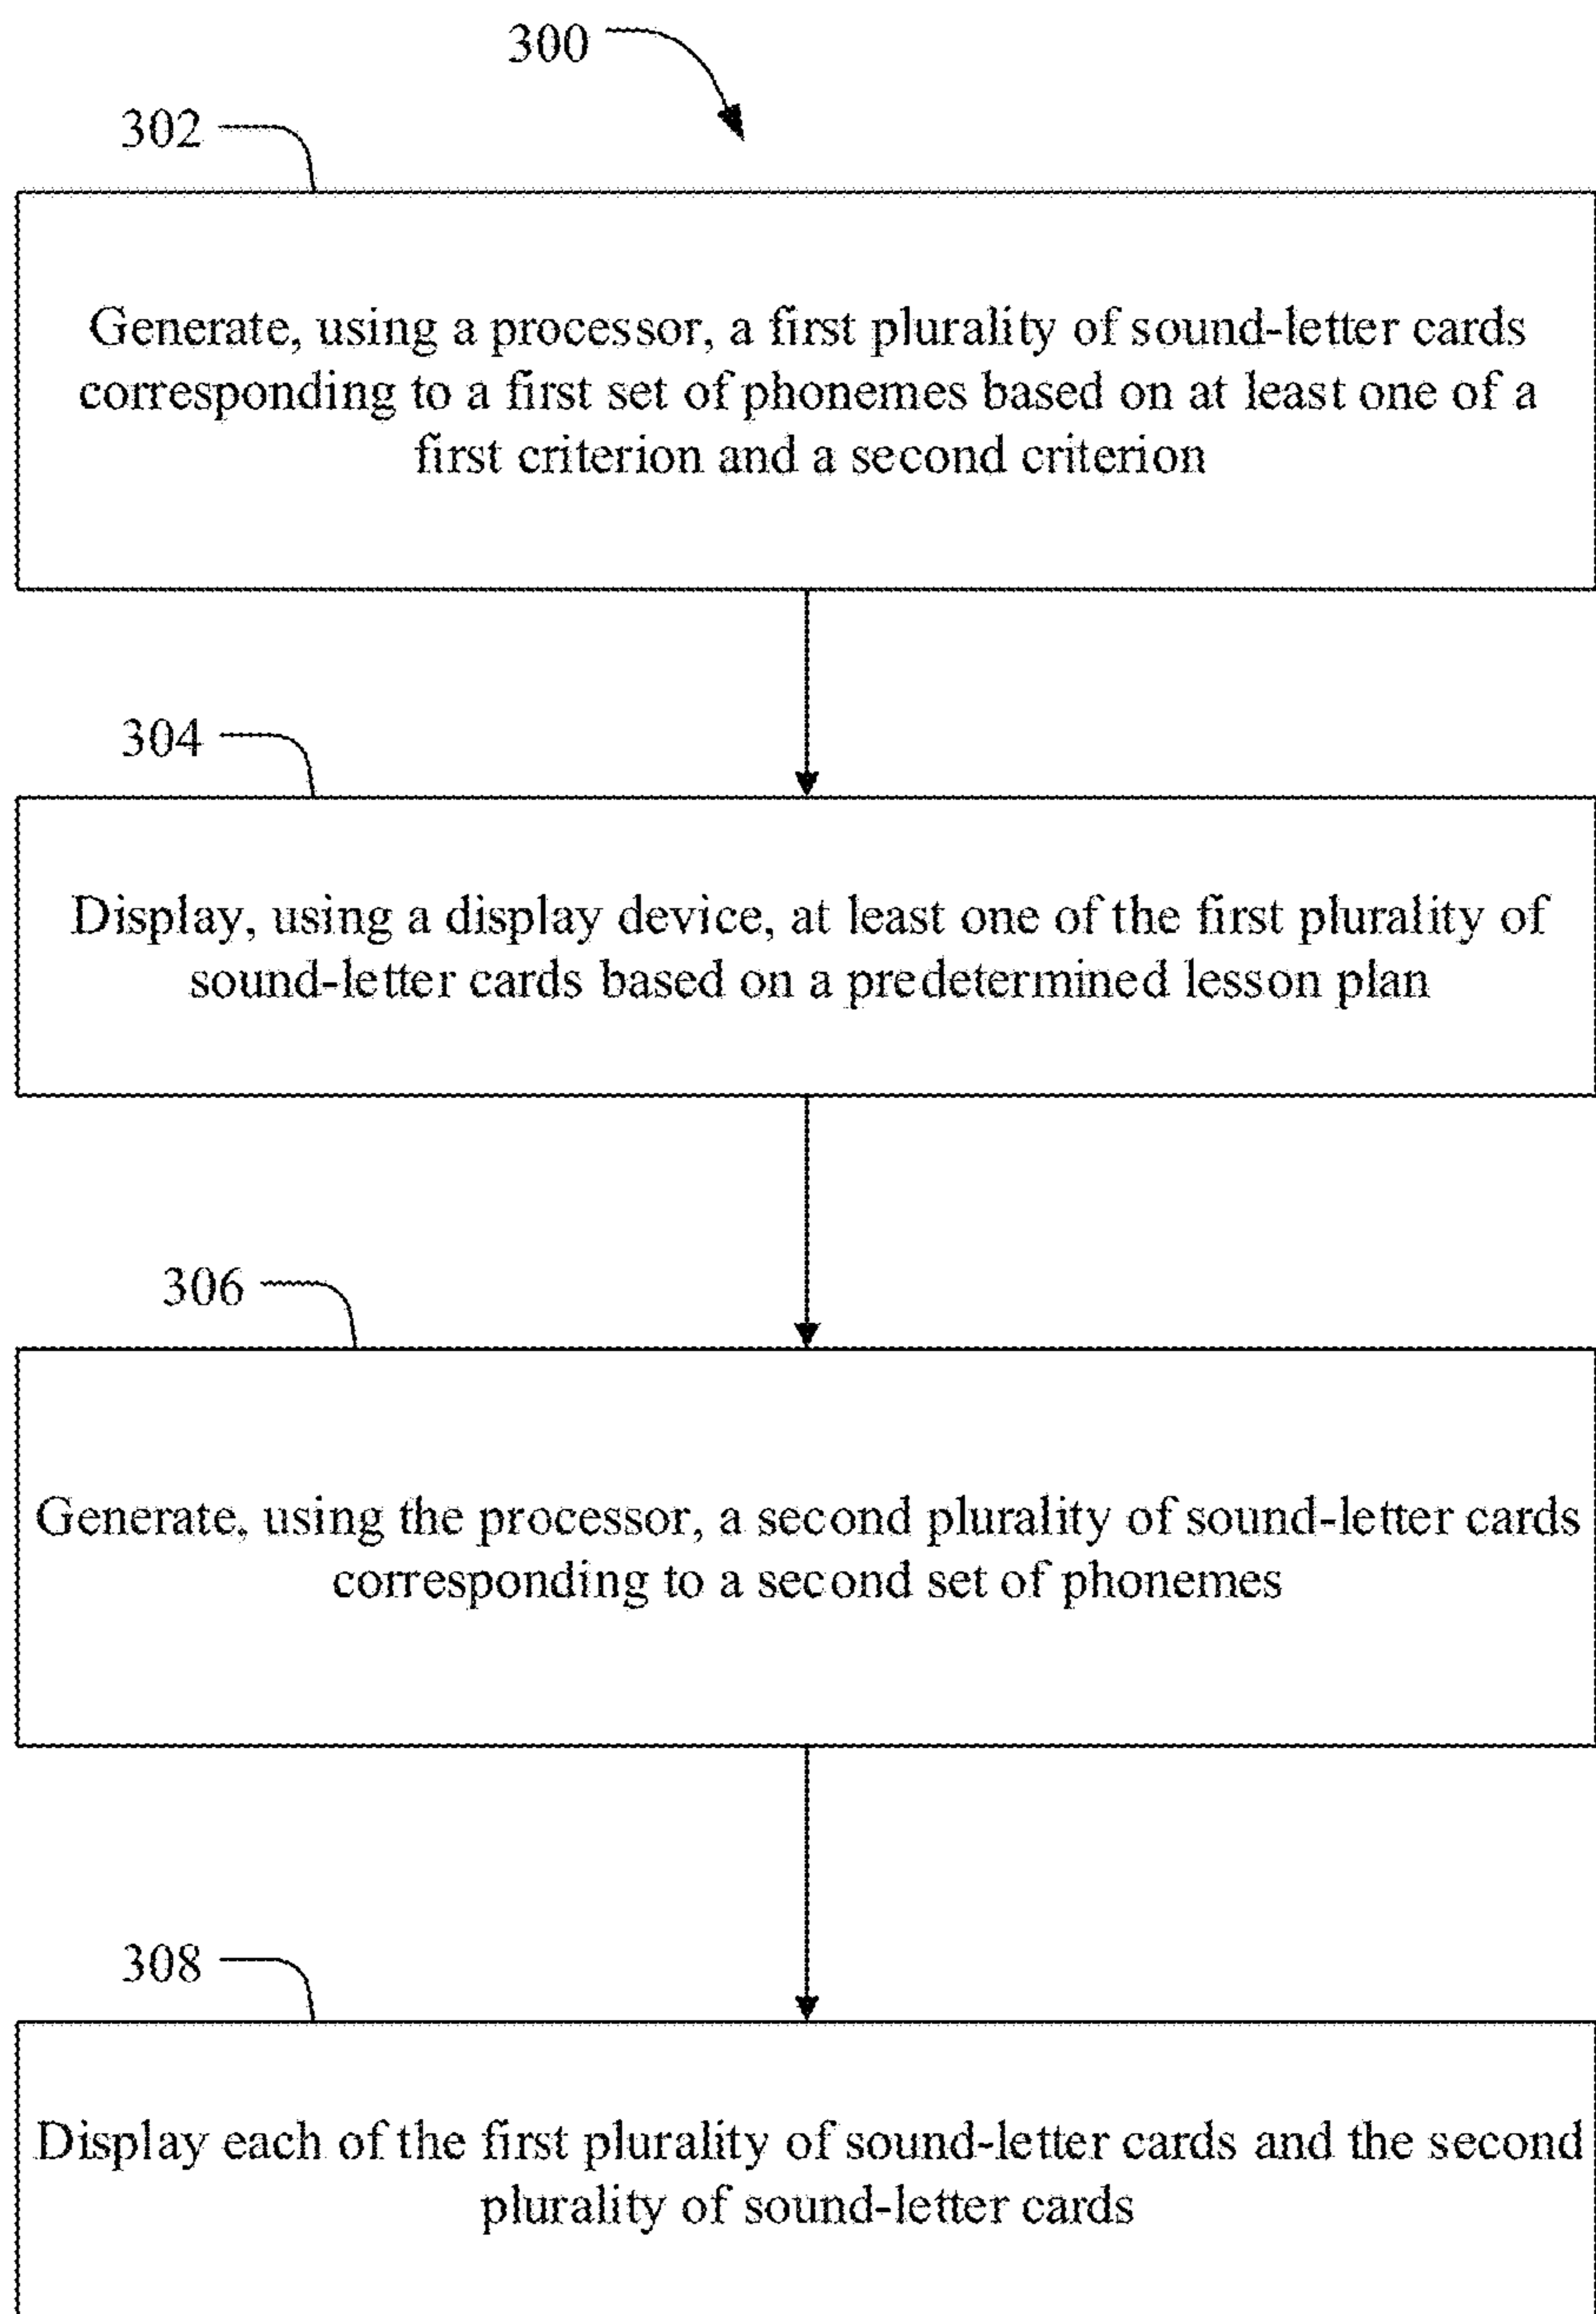 300
302
Generate, using a processor, a first plurality of sound-letter cards
corresponding to a first set of phonemes based on at least one of a
first criterion and a second criterion
304
Display, using a display device, at least one of the first plurality of
sound-letter cards based on a predetermined lesson plan
306
Generate, using the processor, a second plurality of sound-letter cards
corresponding to a second set of phonemes
308
Display each of the first plurality of sound-letter cards and the second
plurality of sound-letter cards